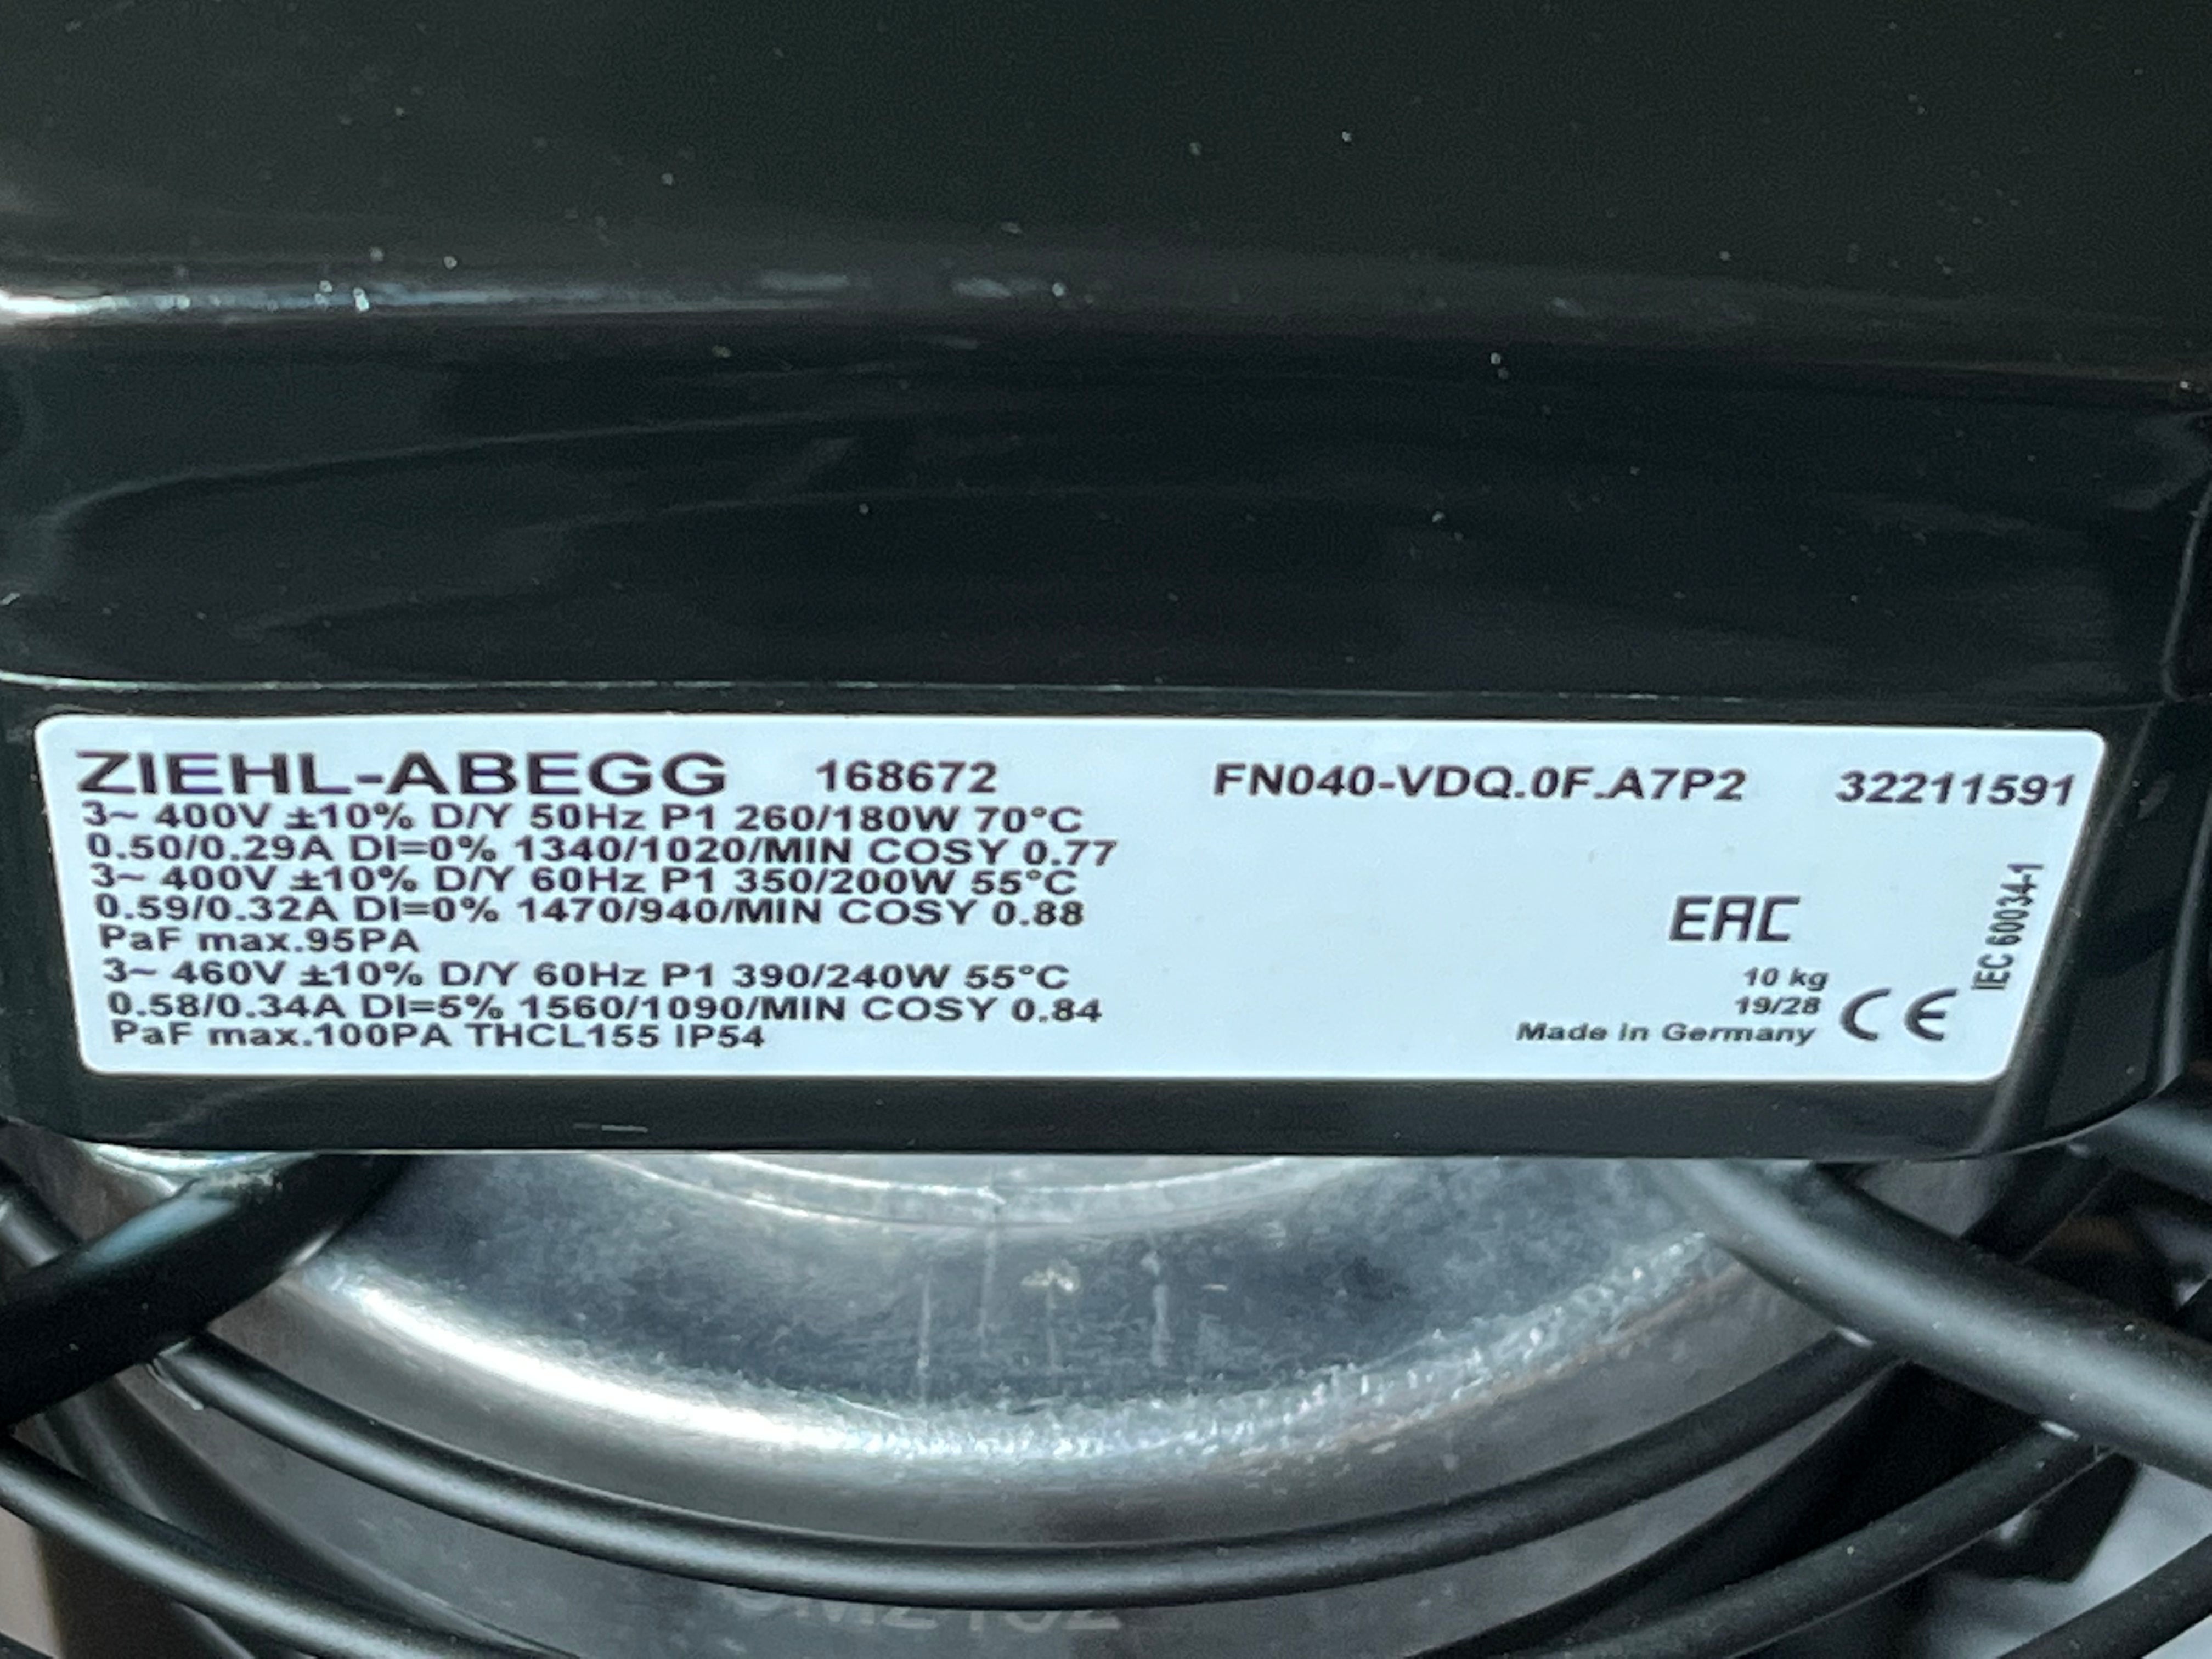 ZIEHL-ABEGG 168672 FN040-VDQ.0F.A7P2 32211591
3~ 400V ±10% D/Y 50Hz P1 260/180W 70°C
0.50/0.29A DI=0% 1340/1020/MIN COSY 0.77
3~ 400V ±10% D/Y 60Hz P1 350/200W 55°C
0.59/0.32A DI=0% 1470/940/MIN COSY 0.88
PaF max.95PA
3~ 460V ±10% D/Y 60Hz P1 390/240W 55°C
0.58/0.34A DI=5% 1560/1090/MIN COSY 0.84
PaF max.100PA THCL155 IP54
EAC
10 kg
19/28
Made in Germany CE
IEC 60034-1